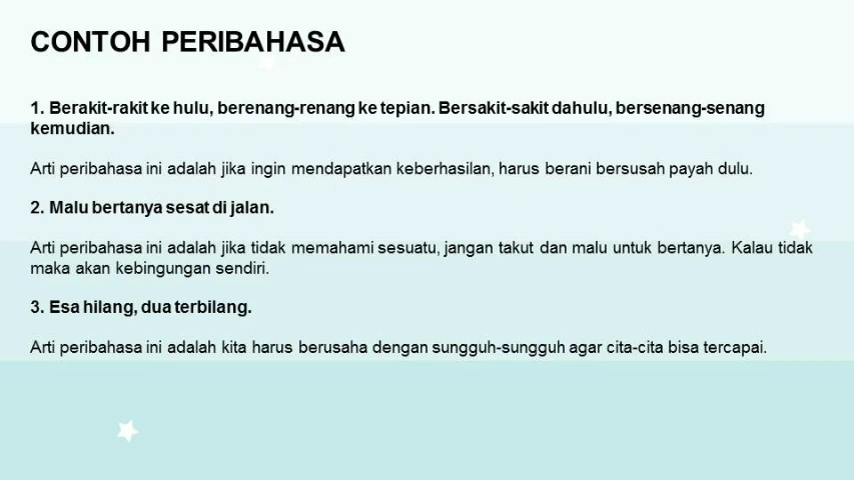 CONTOH PERIBAHASA
1. Berakit-rakit ke hulu, berenang-renang ke tepian. Bersakit-sakit dahulu, bersenang-senang
kemudian.
Arti peribahasa ini adalah jika ingin mendapatkan keberhasilan, harus berani bersusah payah dulu.
2. Malu bertanya sesat di jalan.
Arti peribahasa ini adalah jika tidak memahami sesuatu, jangan takut dan malu untuk bertanya. Kalau tidak
maka akan kebingungan sendiri.
3. Esa hilang, dua terbilang.
Arti peribahasa ini adalah kita harus berusaha dengan sungguh-sungguh agar cita-cita bisa tercapai.